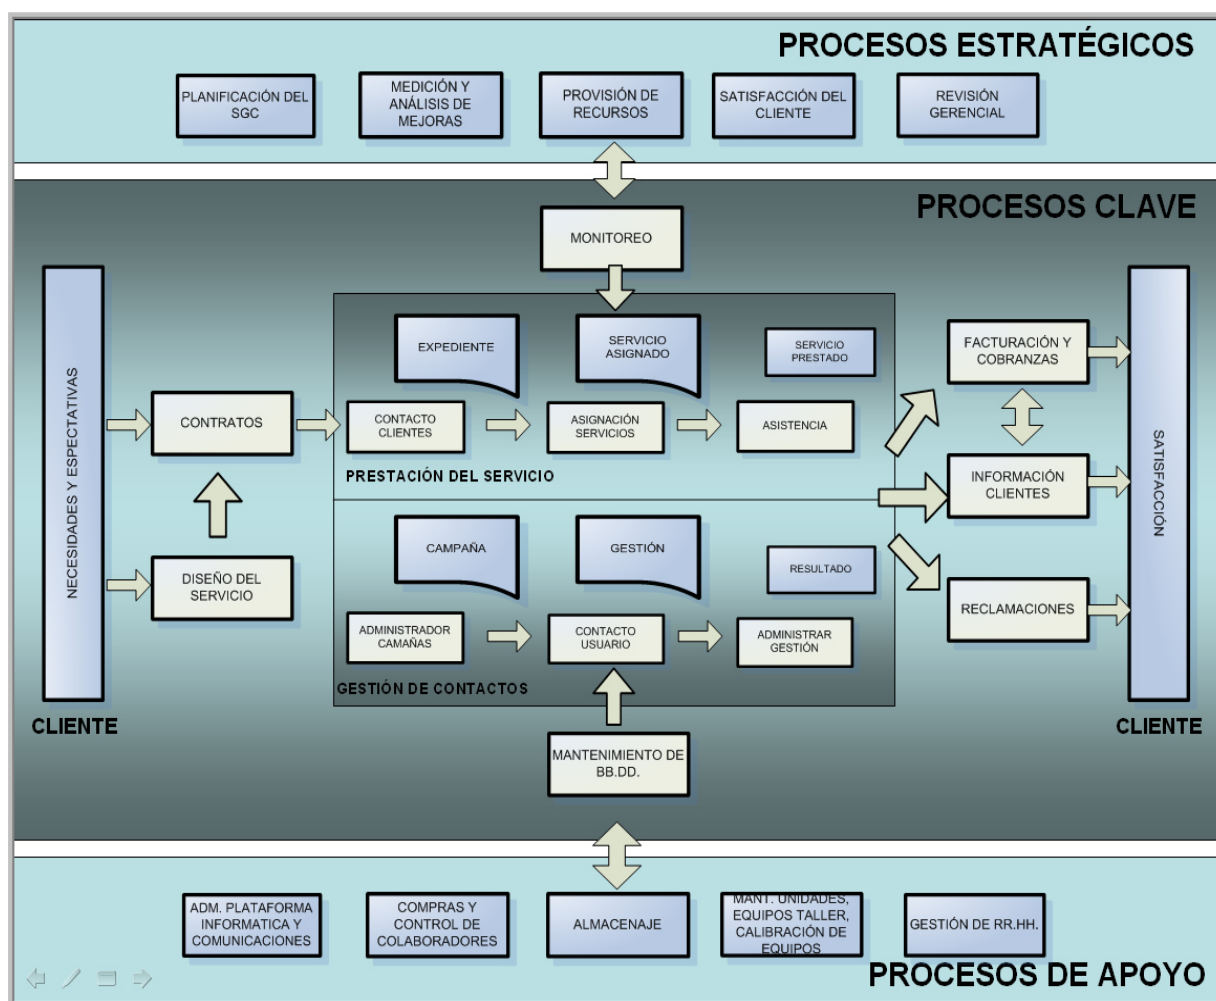 PROCESOS ESTRATÉGICOS
PLANIFICACIÓN DEL
SGC
MEDICIÓN Y
ANÁLISIS DE
MEJORAS
PROVISIÓN DE
RECURSOS
SATISFACCIÓN DEL
CLIENTE
REVISIÓN
GERENCIAL
PROCESOS CLAVE
MONITOREO
NECESIDADES Y ESPECTATIVAS
CLIENTE
CONTRATOS
DISEÑO DEL
SERVICIO
EXPEDIENTE
SERVICIO
ASIGNADO
SERVICIO
PRESTADO
CONTACTO
CLIENTES
ASIGNACIÓN
SERVICIOS
ASISTENCIA
PRESTACIÓN DEL SERVICIO
CAMPAÑA
GESTIÓN
RESULTADO
ADMINISTRADOR
CAMAÑAS
CONTACTO
USUARIO
ADMINISTRAR
GESTIÓN
GESTIÓN DE CONTACTOS
MANTENIMIENTO DE
BB.DD.
FACTURACIÓN Y
COBRANZAS
INFORMACIÓN
CLIENTES
RECLAMACIONES
SATISFACCIÓN
CLIENTE
ADM. PLATAFORMA
INFORMATICA Y
COMUNICACIONES
COMPRAS Y
CONTROL DE
COLABORADORES
ALMACENAJE
MANT. UNIDADES,
EQUIPOS TALLER,
CALIBRACIÓN DE
EQUIPOS
GESTIÓN DE RR.HH.
PROCESOS DE APOYO